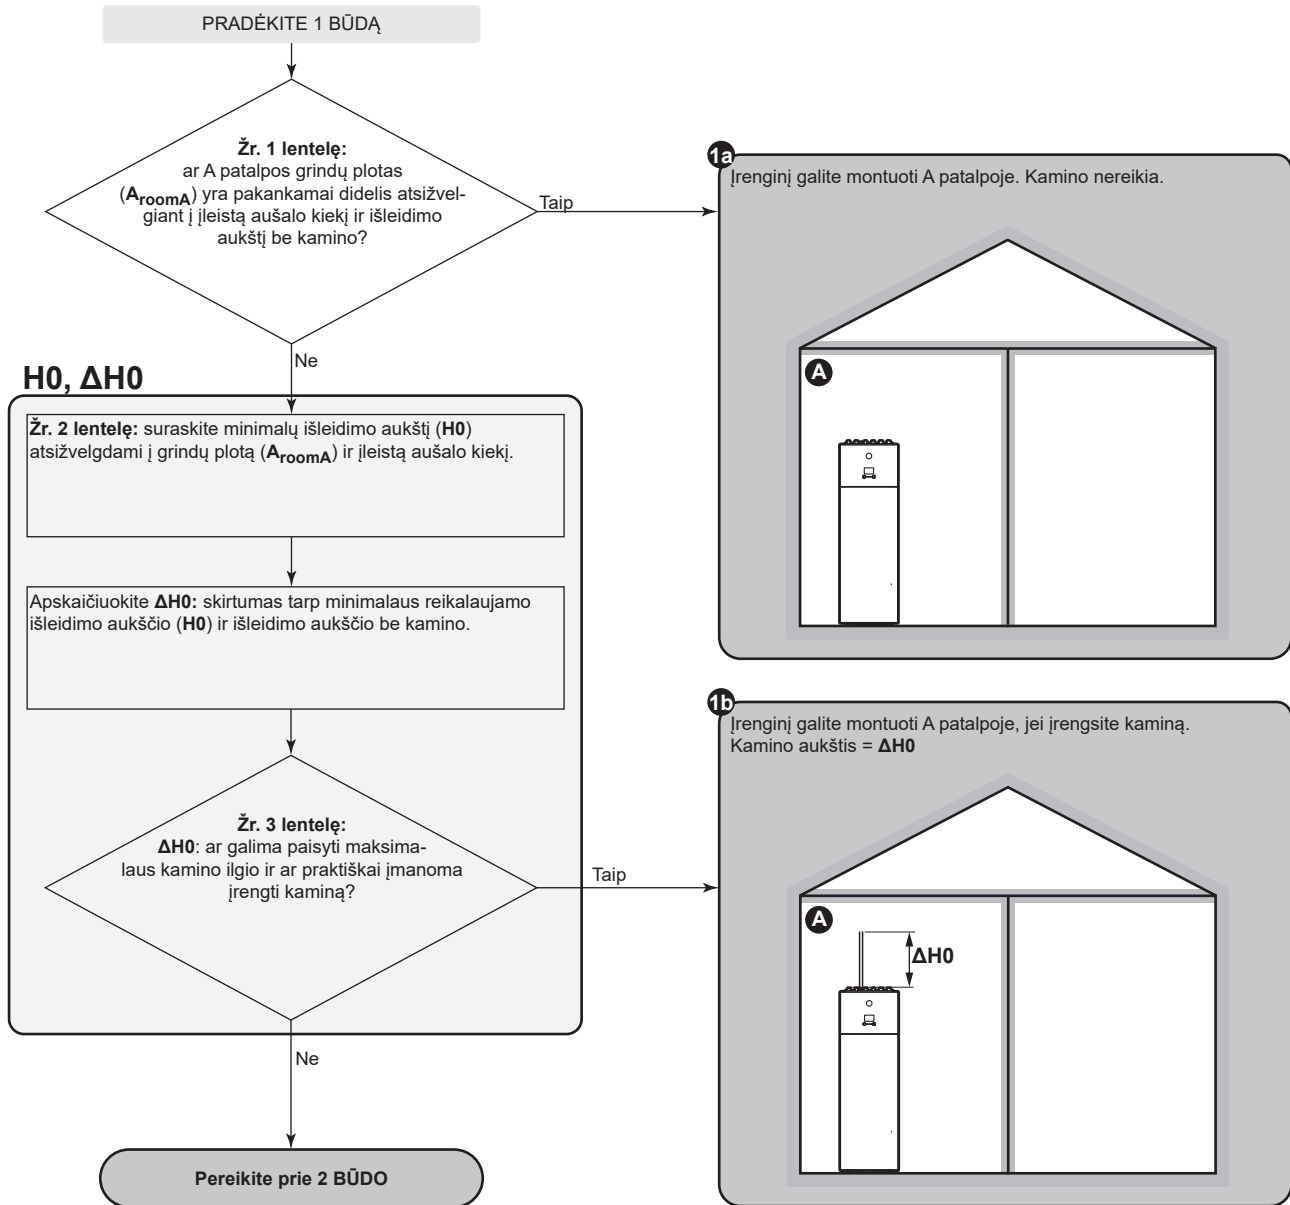 PRADĖKITE 1 BŪDĄ
Žr. 1 lentelę:
ar A patalpos grindų plotas
(AroomA) yra pakankamai didelis atsižvel-
giant į įleistą aušalo kiekį ir išleidimo
aukštį be kamino?
Taip
Ne
1a
Įrenginį galite montuoti A patalpoje. Kamino nereikia.
A
H0, ΔH0
Žr. 2 lentelę: suraskite minimalų išleidimo aukštį (H0)
atsižvelgdami į grindų plotą (AroomA) ir įleistą aušalo kiekį.
Apskaičiuokite ΔH0: skirtumas tarp minimalaus reikalaujamo
išleidimo aukščio (H0) ir išleidimo aukščio be kamino.
Žr. 3 lentelę:
ΔH0: ar galima paisyti maksima-
laus kamino ilgio ir ar praktiškai įmanoma
įrengti kaminą?
Taip
Ne
1b
Įrenginį galite montuoti A patalpoje, jei įrengsite kaminą.
Kamino aukštis = ΔH0
A
ΔH0
Pereikite prie 2 BŪDO